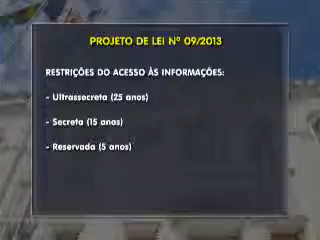 PROJETO DE LEI Nº 09/2013
RESTRIÇÕES DO ACESSO ÀS INFORMAÇÕES:
- Ultrassecreta (25 anos)
- Secreta (15 anos)
- Reservada (5 anos)